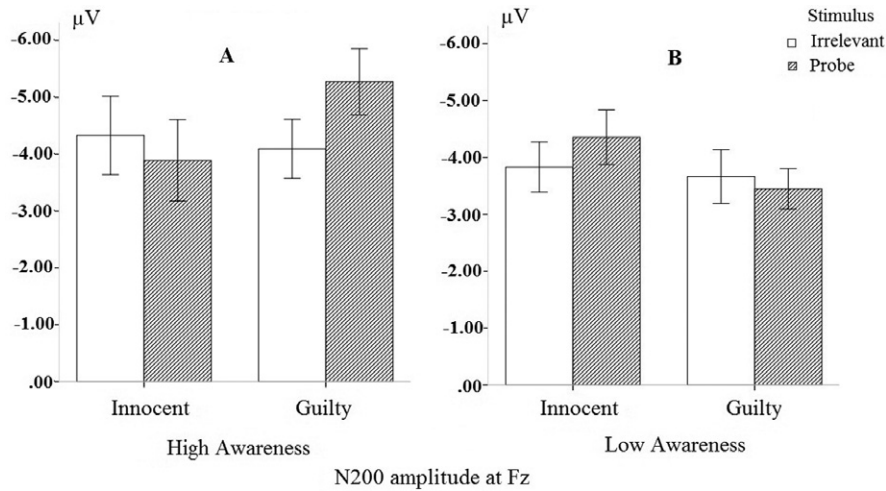 µV
-6.00
-5.00
-4.00
-3.00
-2.00
-1.00
.00
A
Innocent Guilty
High Awareness
µV
-6.00
-5.00
-4.00
-3.00
-2.00
-1.00
.00
B
Innocent Guilty
Low Awareness
Stimulus
Irrelevant
Probe
N200 amplitude at Fz